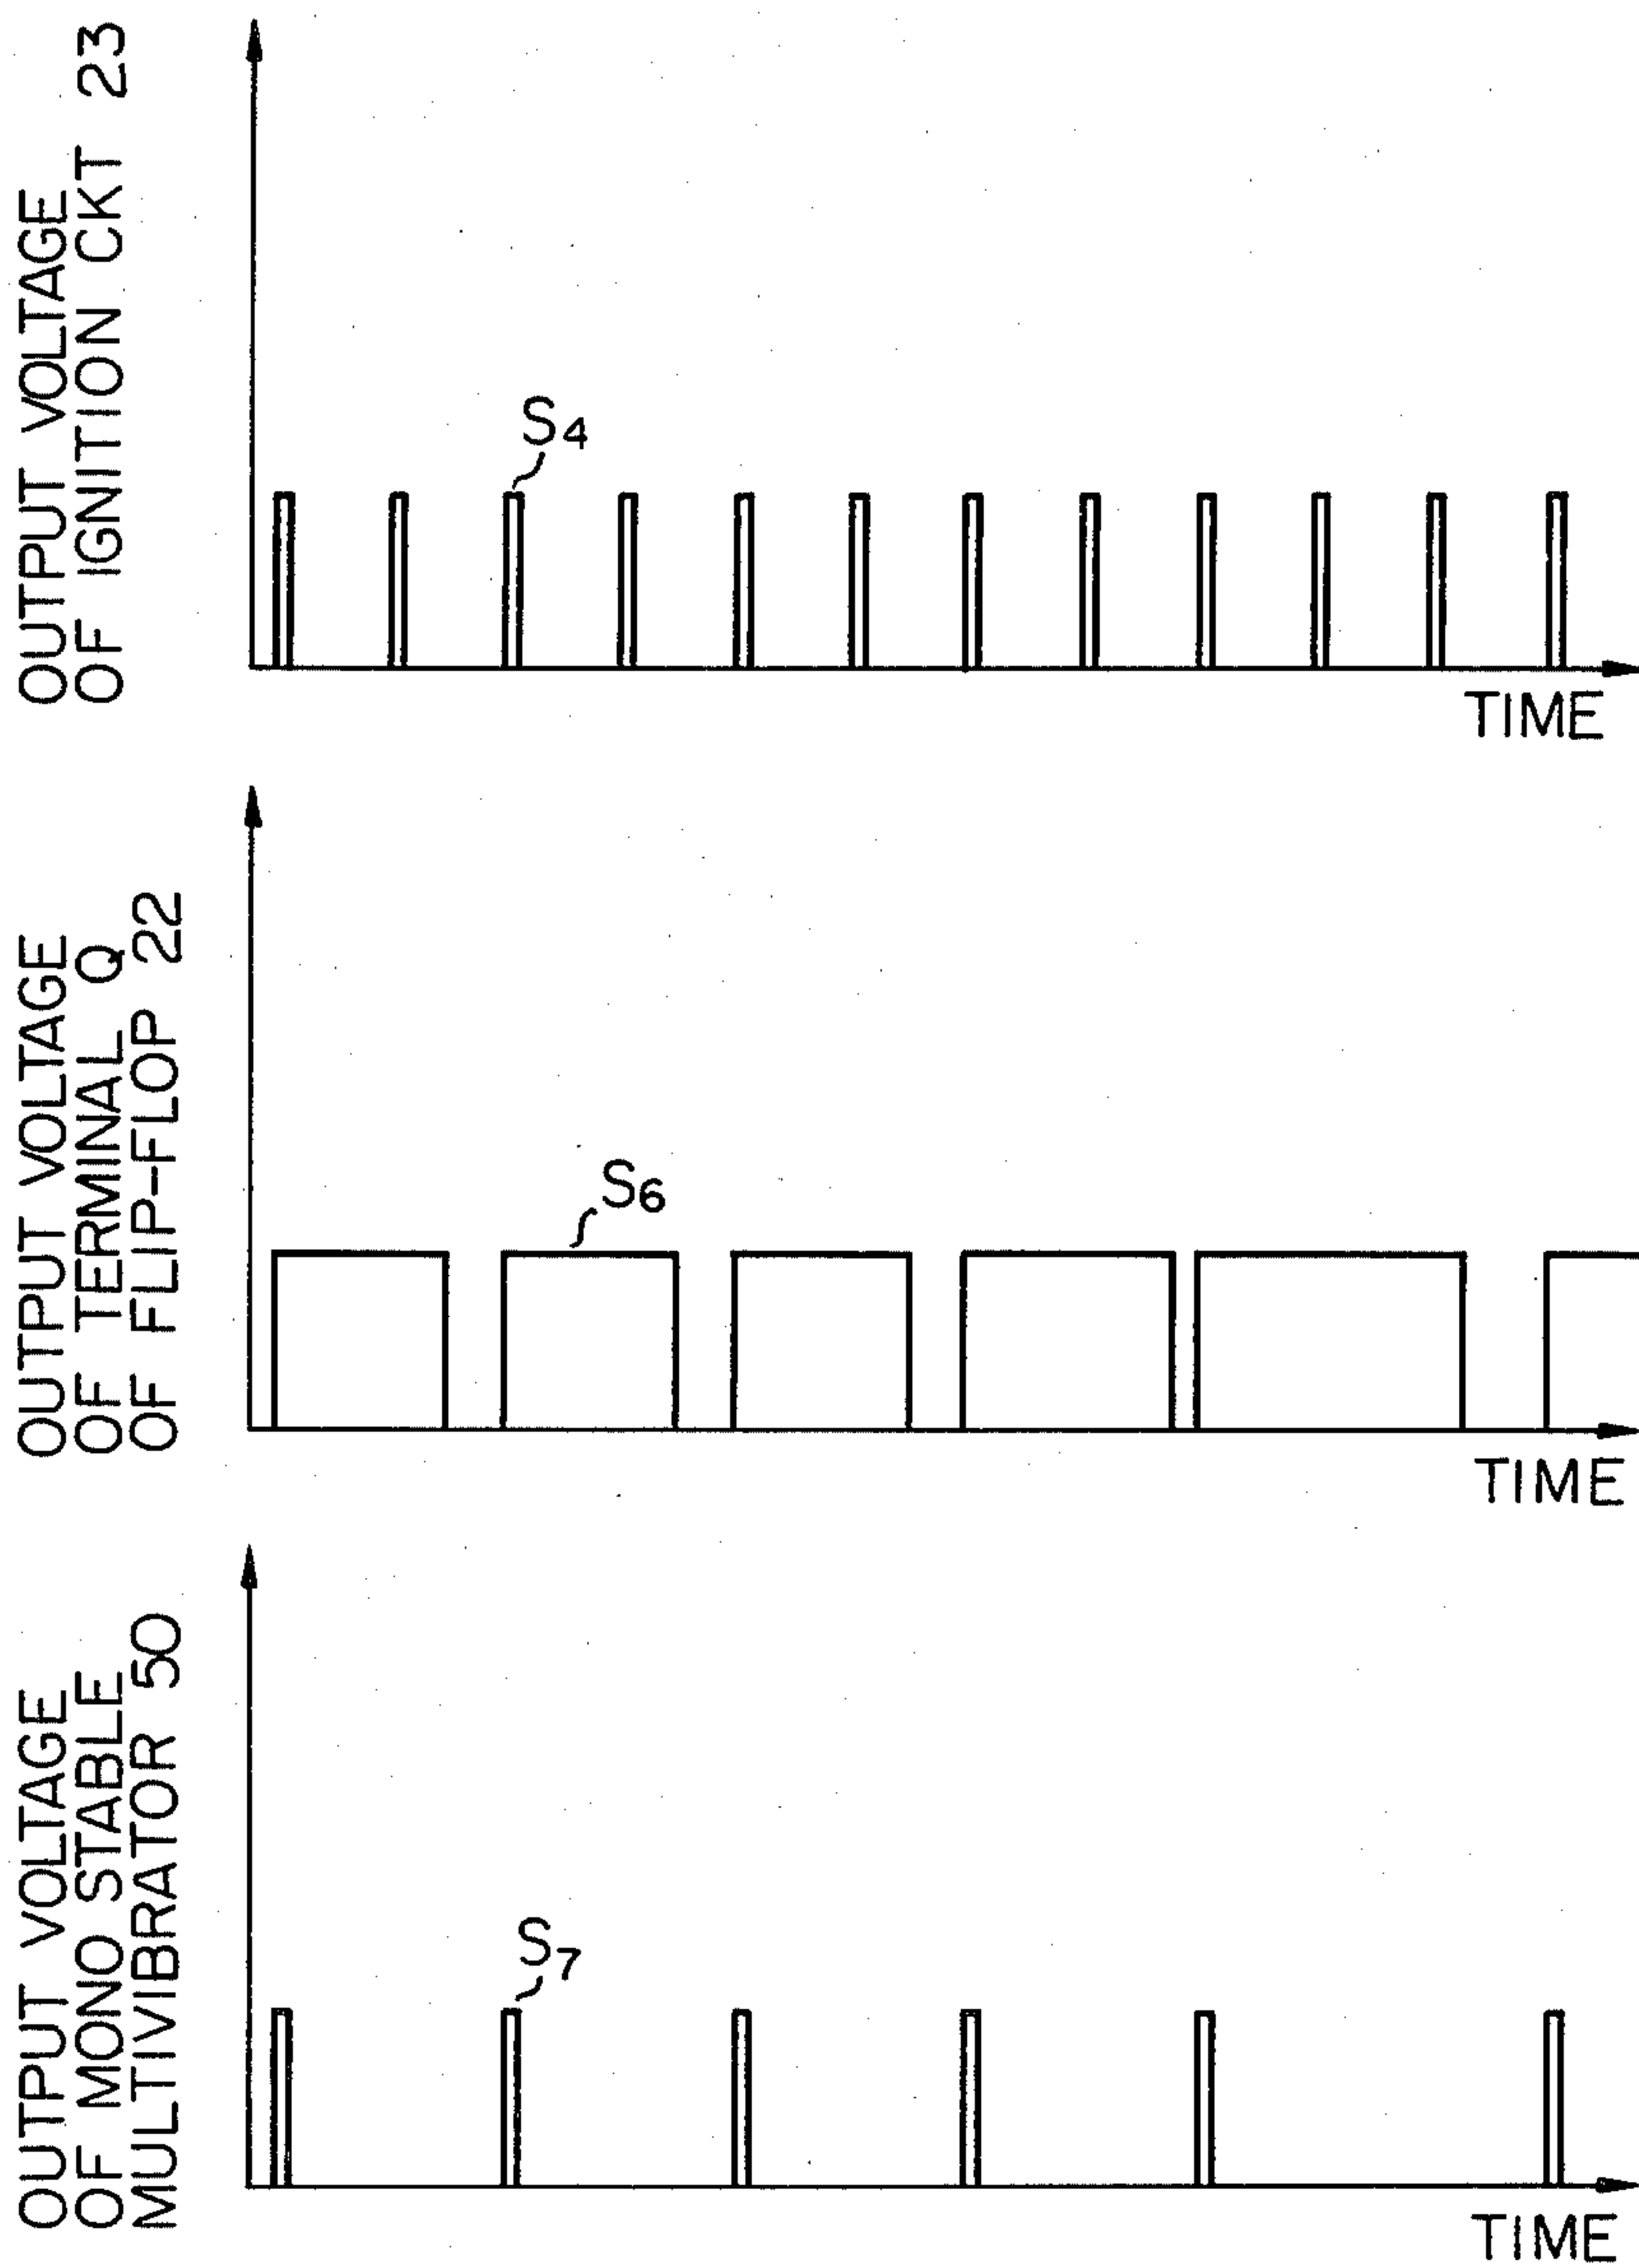 OUTPUT VOLTAGE
OF IGNITION CKT 23
S4
TIME
OUTPUT VOLTAGE
OF TERMINAL Q
OF FLIP-FLOP 22
S6
TIME
OUTPUT VOLTAGE
OF MONO STABLE
MULTIVIBRATOR 50
S7
TIME